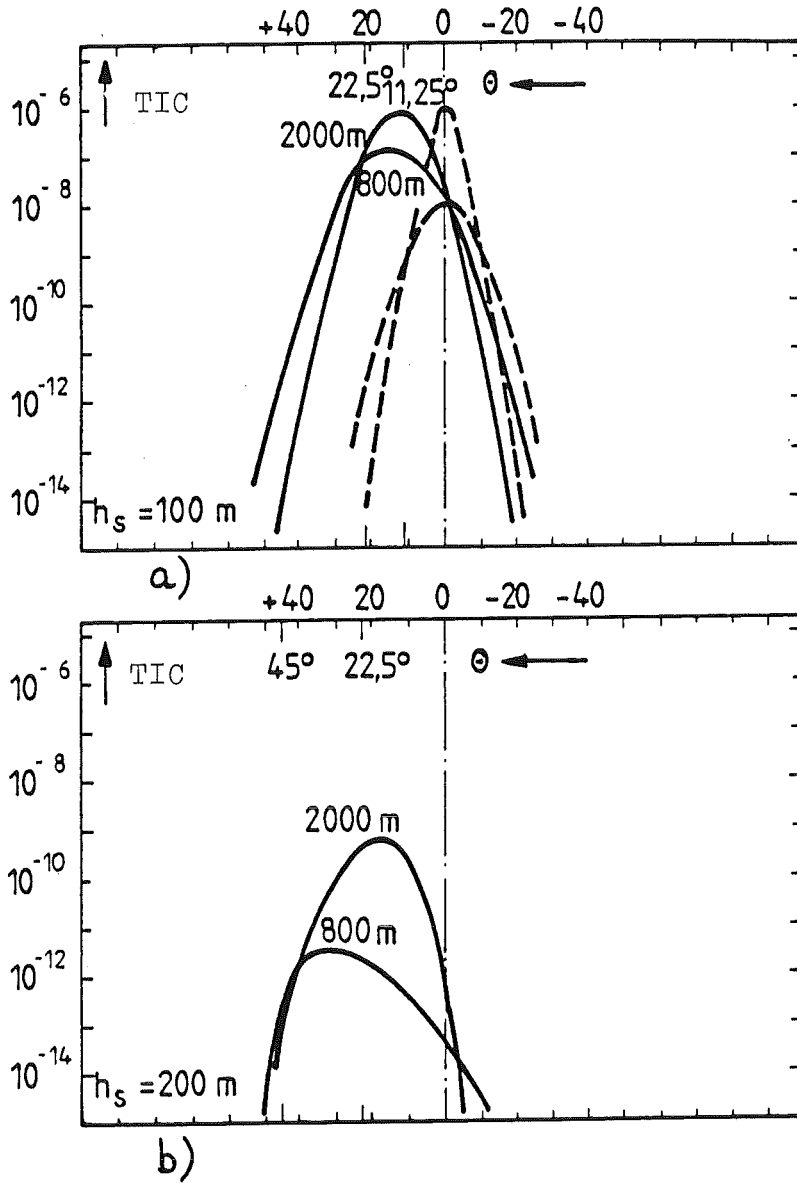 +40 20 0 -20 -40
22,5° 11,25° Θ
TIC
10⁻⁶
2000m
800m
10⁻⁸
10⁻¹⁰
10⁻¹²
10⁻¹⁴
hₛ =100 m
a)
+40 20 0 -20 -40
45° 22,5° Θ
TIC
10⁻⁶
10⁻⁸
2000 m
10⁻¹⁰
800 m
10⁻¹²
10⁻¹⁴
hₛ =200 m
b)